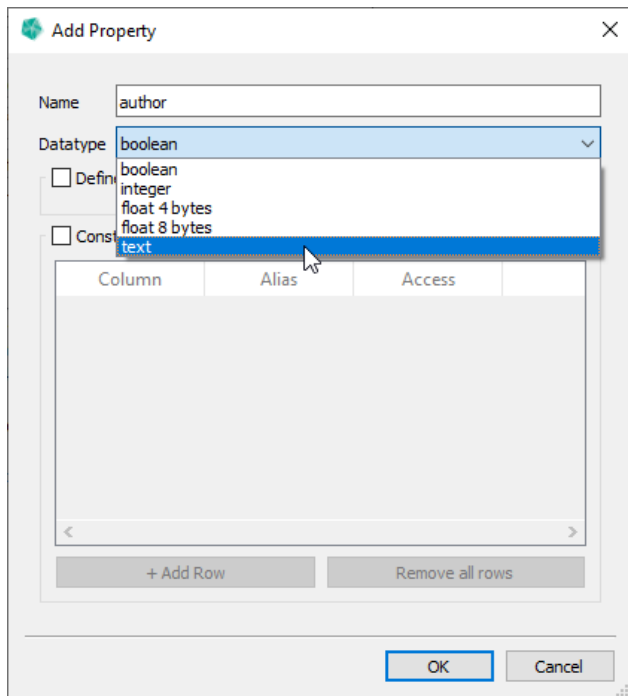 Add Property
Name author
Datatype boolean
boolean
Defin
integer
float 4 bytes
float 8 bytes
Const
text
Column Alias Access
+ Add Row Remove all rows
OK Cancel